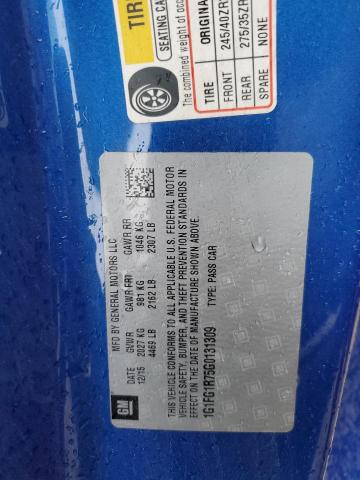 TIRE
SEATING CA
The combined weight of occ
ORIGINAL
TIRE
245/40ZR
FRONT
275/35ZR
REAR
NONE
SPARE
GM
MFD BY GENERAL MOTORS LLC
DATE GVWR GAWR FRT GAWR RR
12/15 2027 KG 981 KG 1046 KG
4469 LB 2162 LB 2307 LB
THIS VEHICLE CONFORMS TO ALL APPLICABLE U.S. FEDERAL MOTOR
VEHICLE SAFETY, BUMPER, AND THEFT PREVENTION STANDARDS IN
EFFECT ON THE DATE OF MANUFACTURE SHOWN ABOVE.
1G1FG1R75G0131309 TYPE: PASS CAR